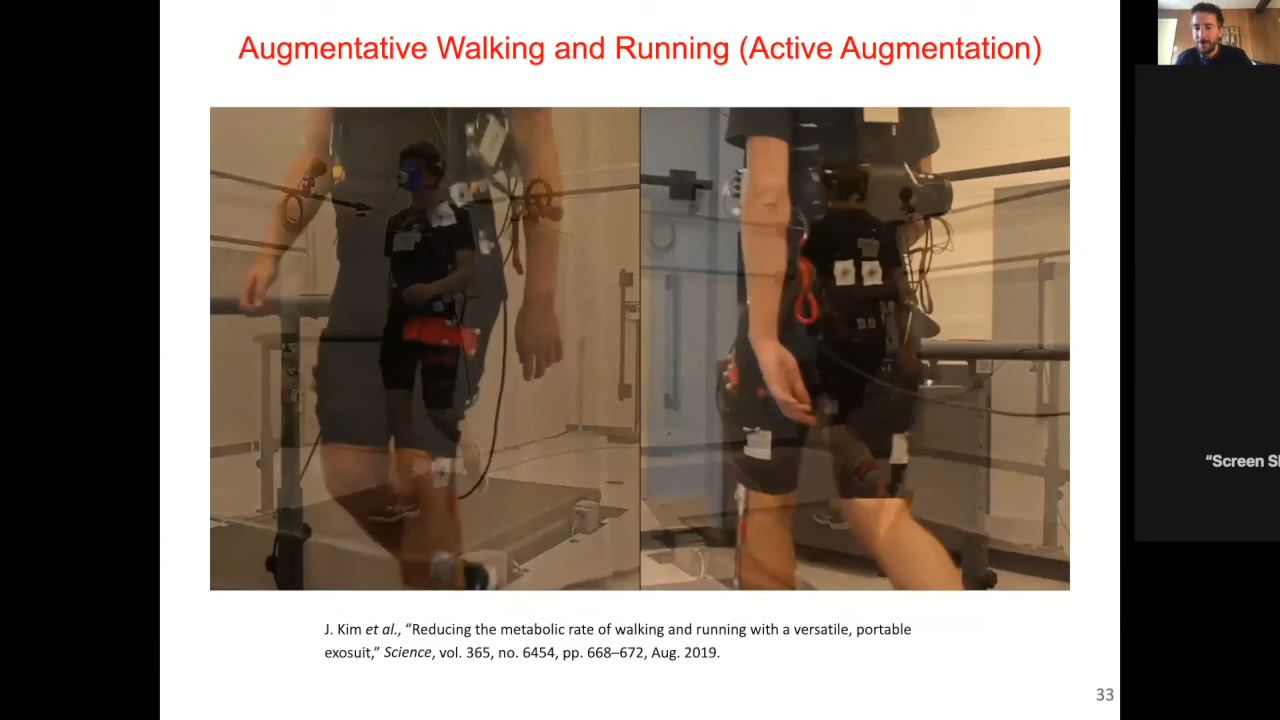 Augmentative Walking and Running (Active Augmentation)
J. Kim et al., “Reducing the metabolic rate of walking and running with a versatile, portable
exosuit,” Science, vol. 365, no. 6454, pp. 668–672, Aug. 2019.
33
“Screen S